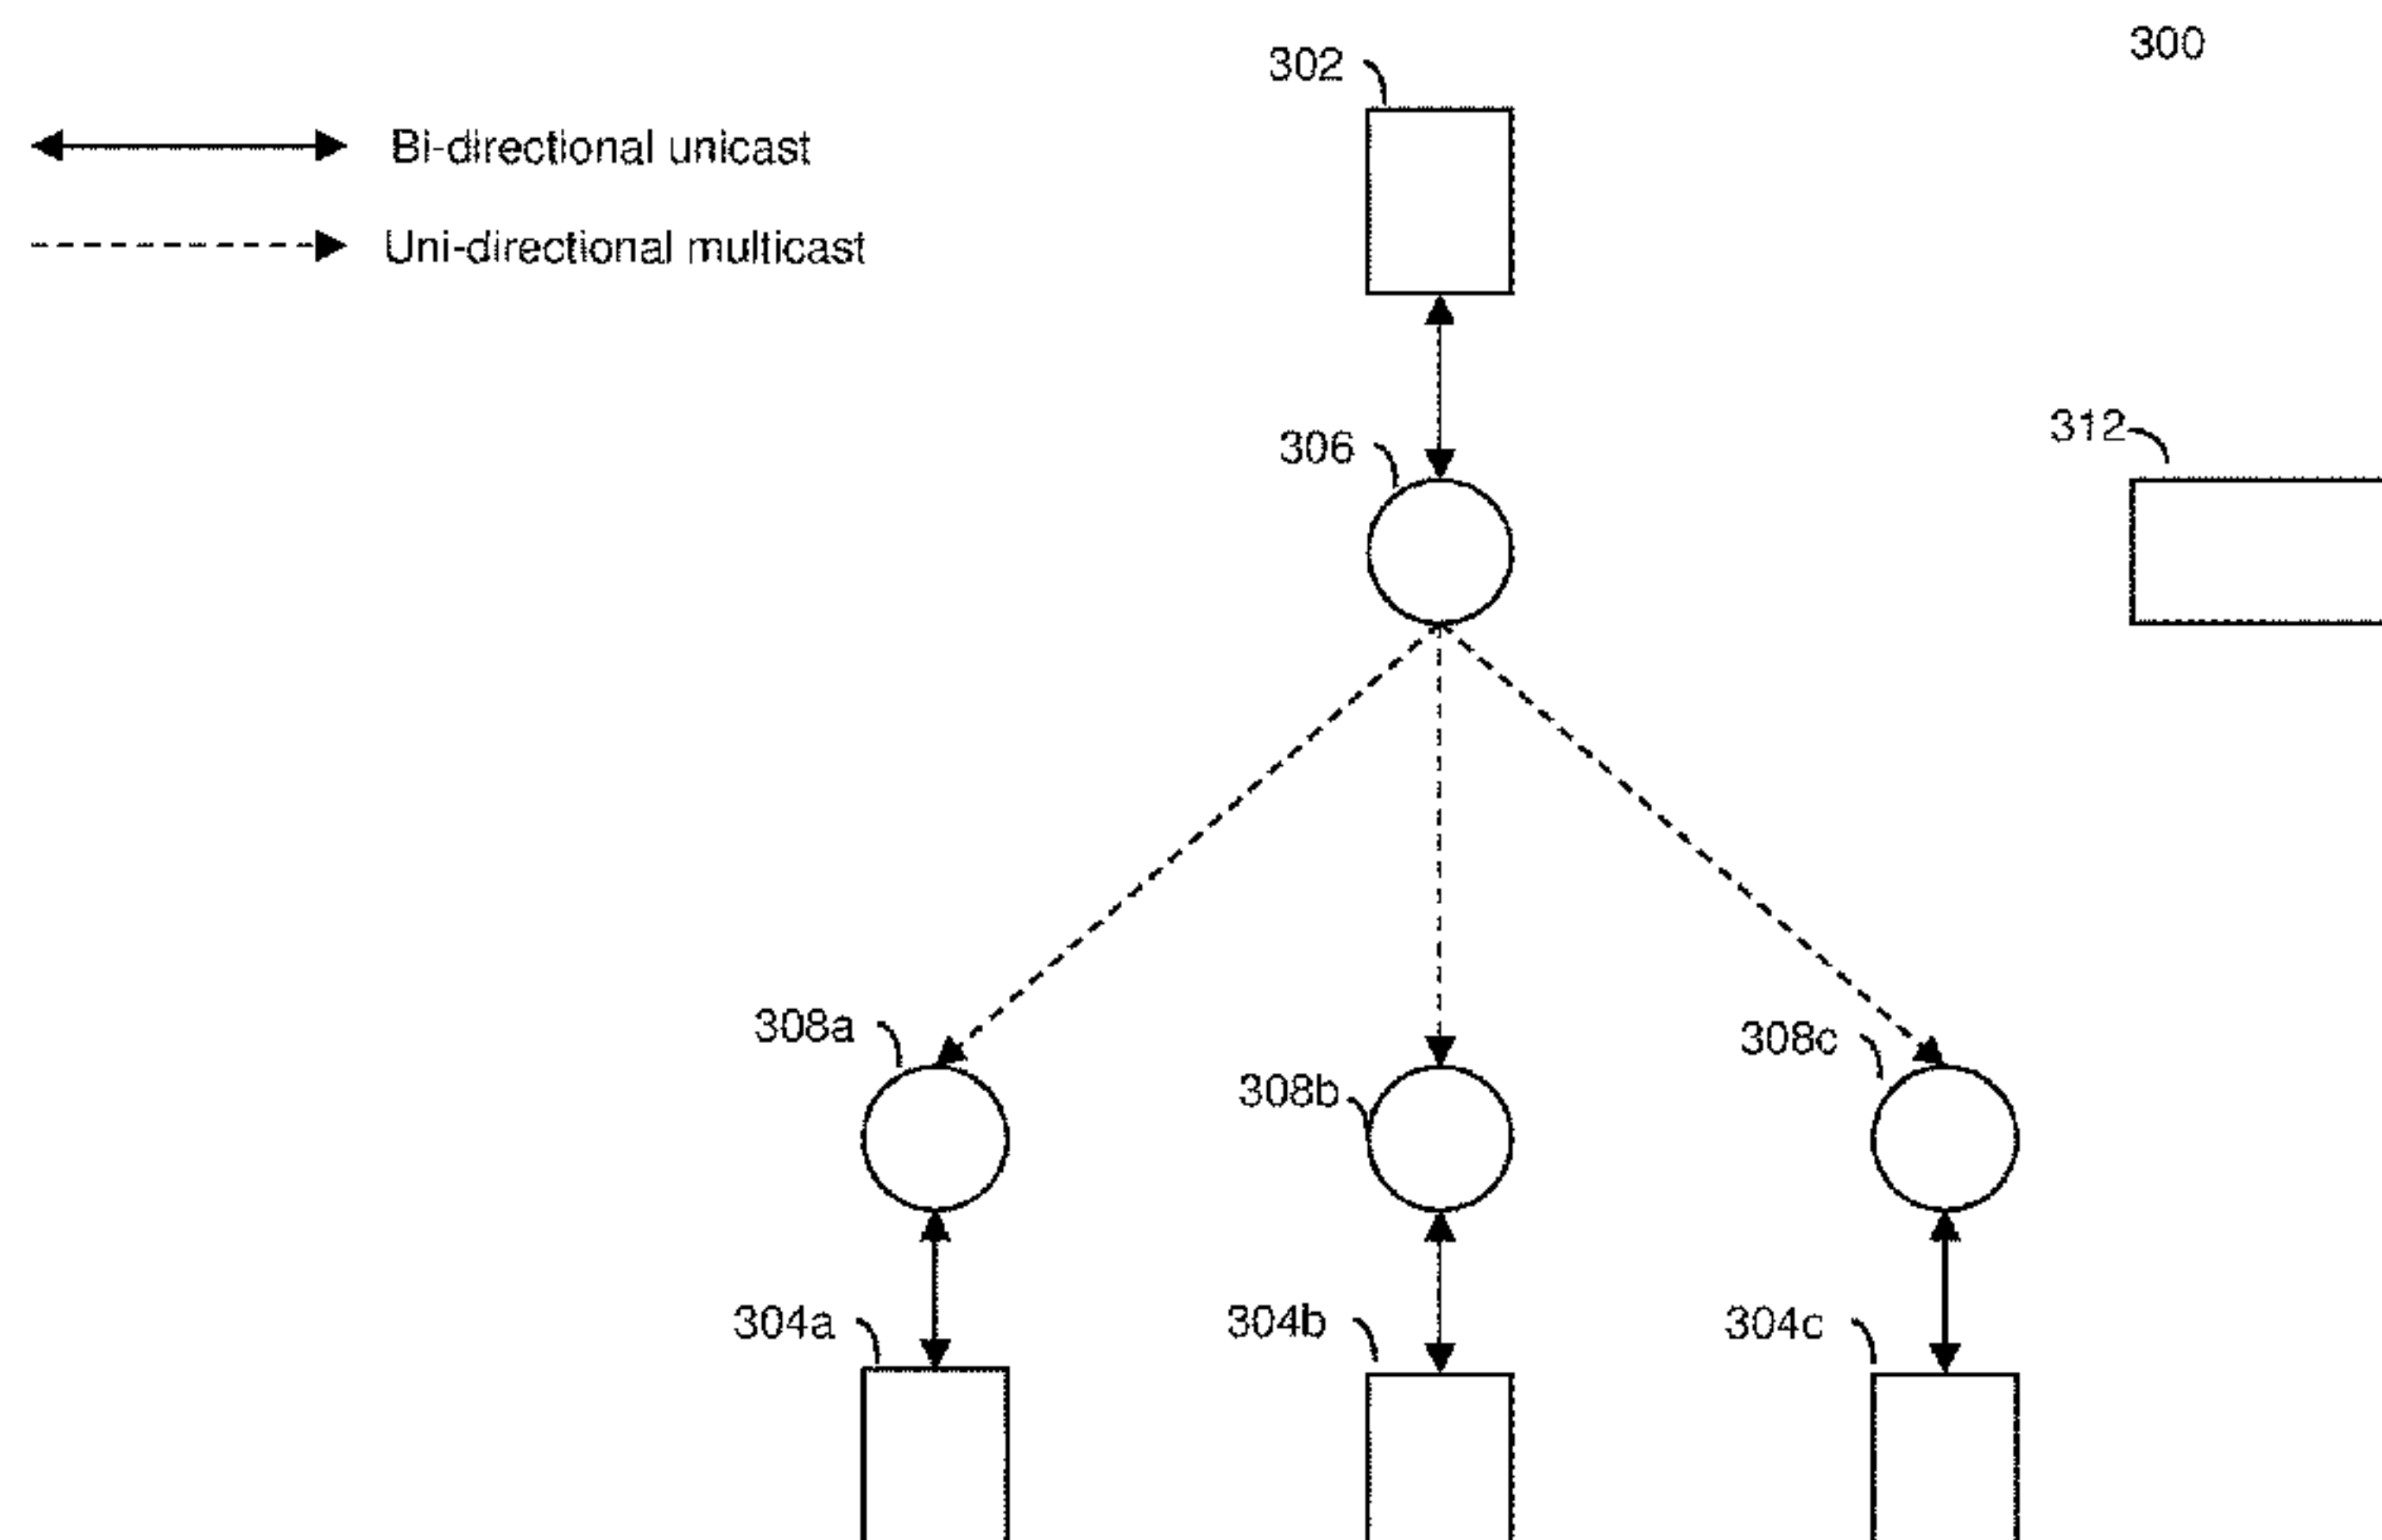 300
302
Bi-directional unicast
Uni-directional multicast
312
306
308a
308c
308b
304a
304b
304c